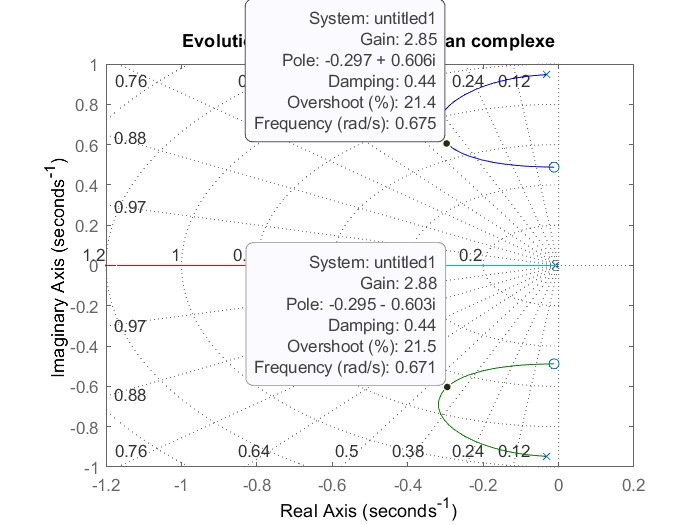 System: untitled1
Gain: 2.85
Pole: -0.297 + 0.606i
Damping: 0.44
Overshoot (%): 21.4
Frequency (rad/s): 0.675
an complexe
1
0.76
0.24
0.12
0.8
0.88
0.6
0.4
0.97
0.2
1.2
1
0.2
0
-0.2
0.97
-0.4
0.88
-0.6
-0.8
0.76
0.64
0.5
0.38
0.24
0.12
-1
System: untitled1
Gain: 2.88
Pole: -0.295 - 0.603i
Damping: 0.44
Overshoot (%): 21.5
Frequency (rad/s): 0.671
-1.2
-1
-0.8
-0.6
-0.4
-0.2
0
0.2
Real Axis (seconds⁻¹)
Imaginary Axis (seconds⁻¹)